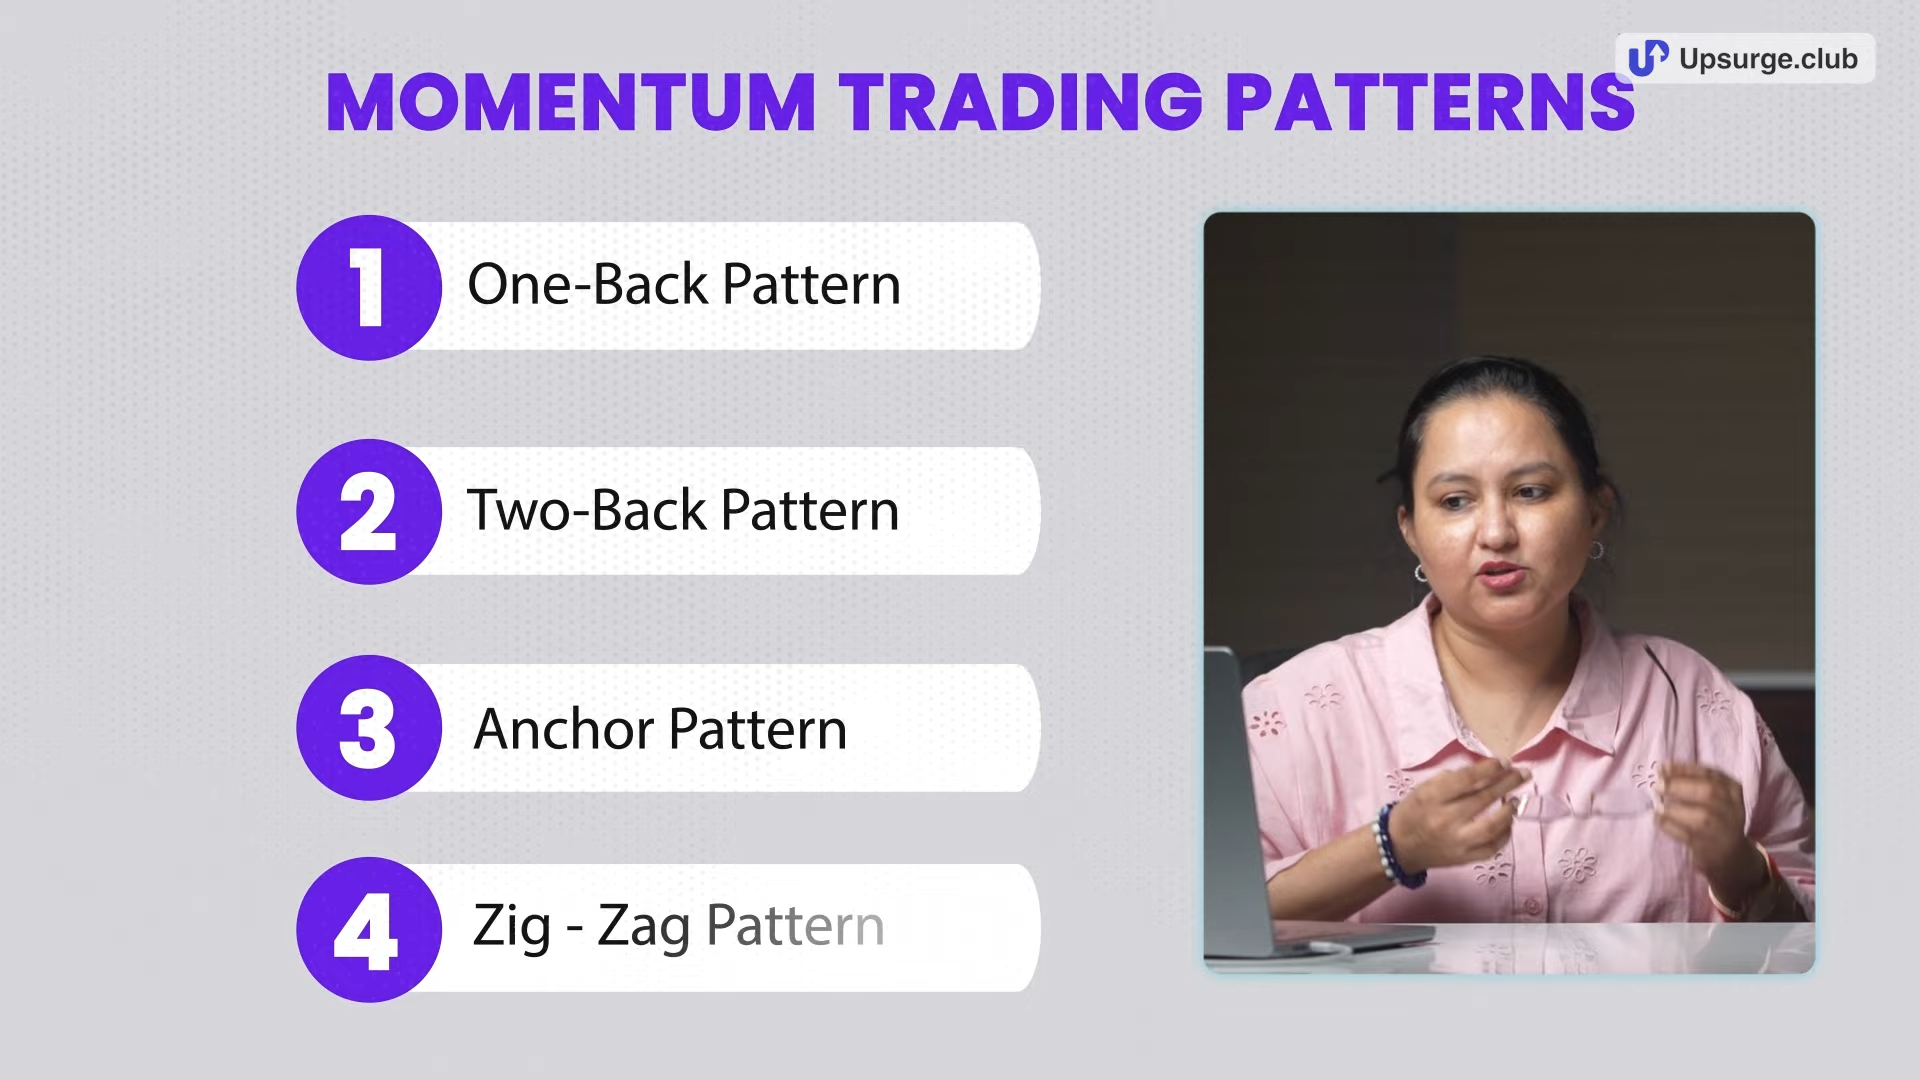 Upsurge.club
MOMENTUM TRADING PATTERNS
1 One-Back Pattern
2 Two-Back Pattern
3 Anchor Pattern
4 Zig - Zag Pattern